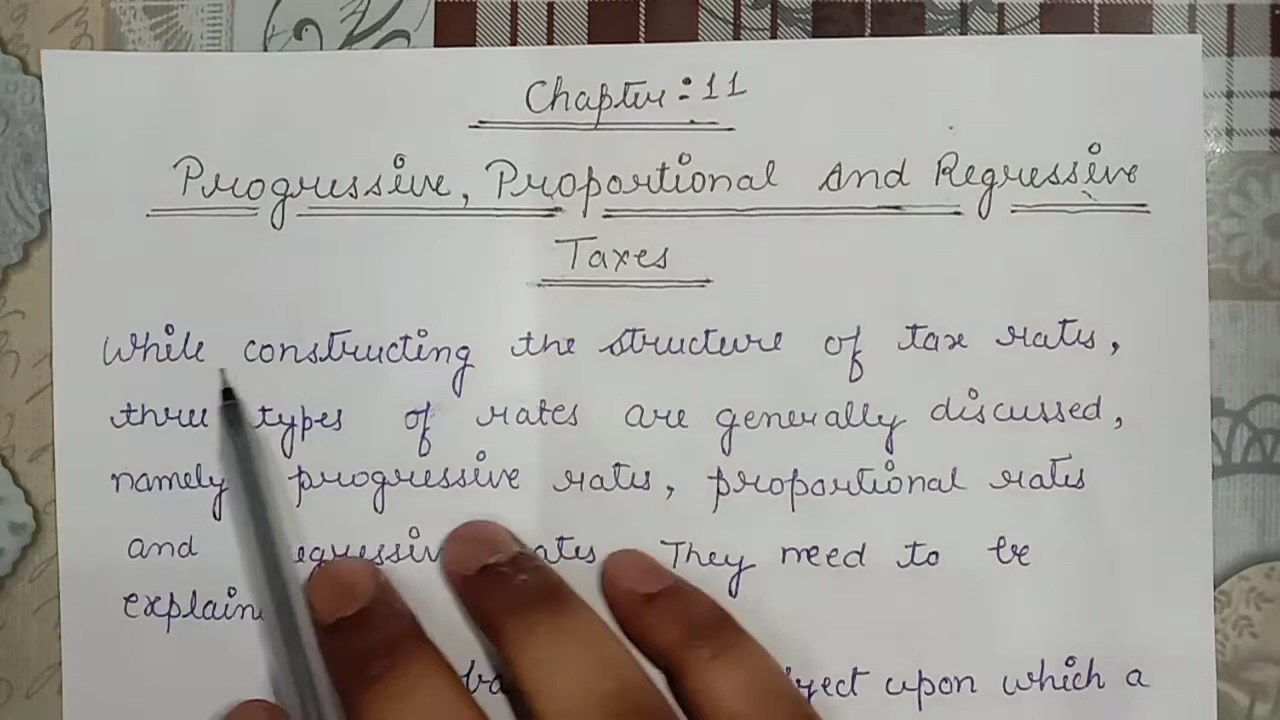 Chapter: 11
Progressive, Proportional And Regressive
Taxes
While constructing the structure of tax rates,
three types of rates are generally discussed,
namely progressive rates, proportional rates
and rates They need to be
upon which a